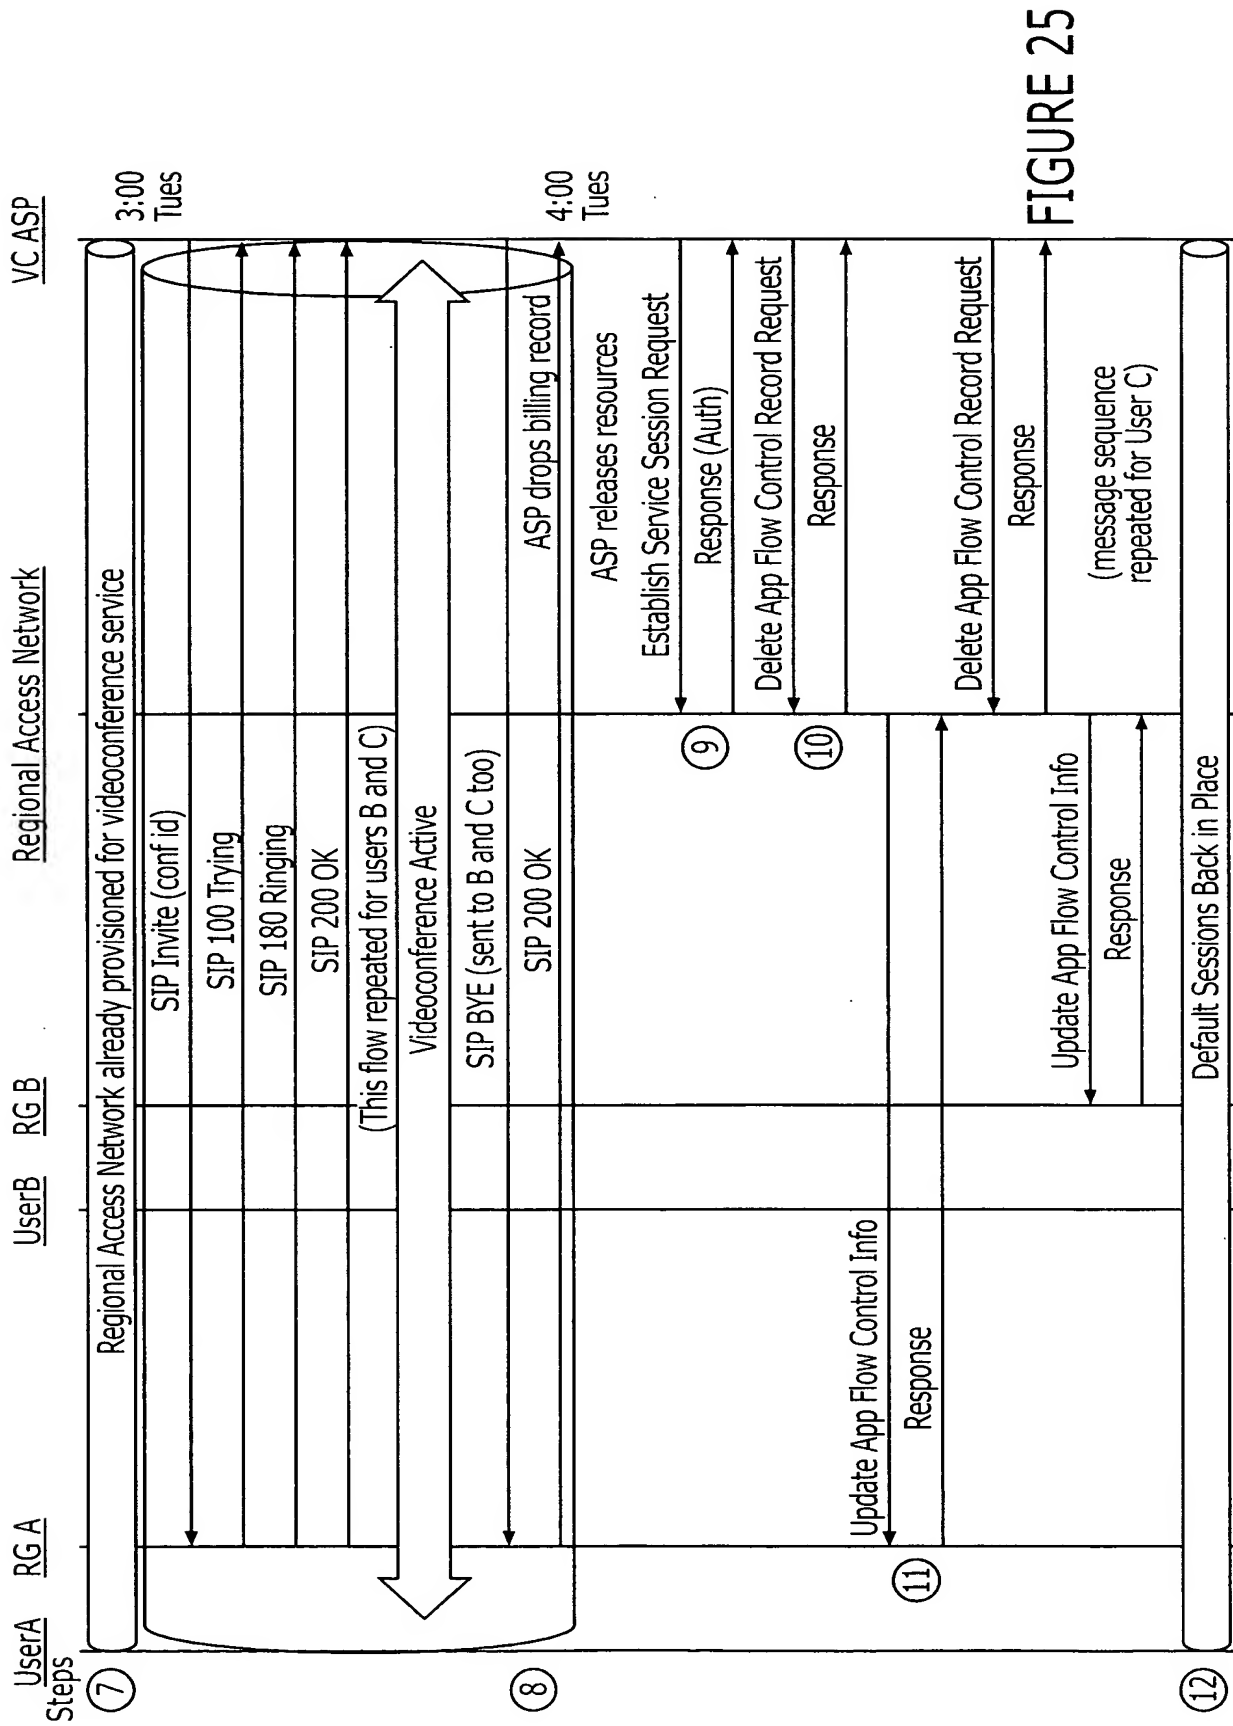 UserA
RG A
UserB
RG B
Regional Access Network
VC ASP
Steps
7
Regional Access Network already provisioned for videoconference service
3:00
Tues
SIP Invite (conf id)
SIP 100 Trying
SIP 180 Ringing
SIP 200 OK
(This flow repeated for users B and C)
Videoconference Active
8
SIP BYE (sent to B and C too)
SIP 200 OK
ASP drops billing record
4:00
Tues
ASP releases resources
Establish Service Session Request
9
Response (Auth)
Delete App Flow Control Record Request
10
Response
Update App Flow Control Info
11
Response
Delete App Flow Control Record Request
Response
Update App Flow Control Info
Response
(message sequence
repeated for User C)
12
Default Sessions Back in Place
FIGURE 25